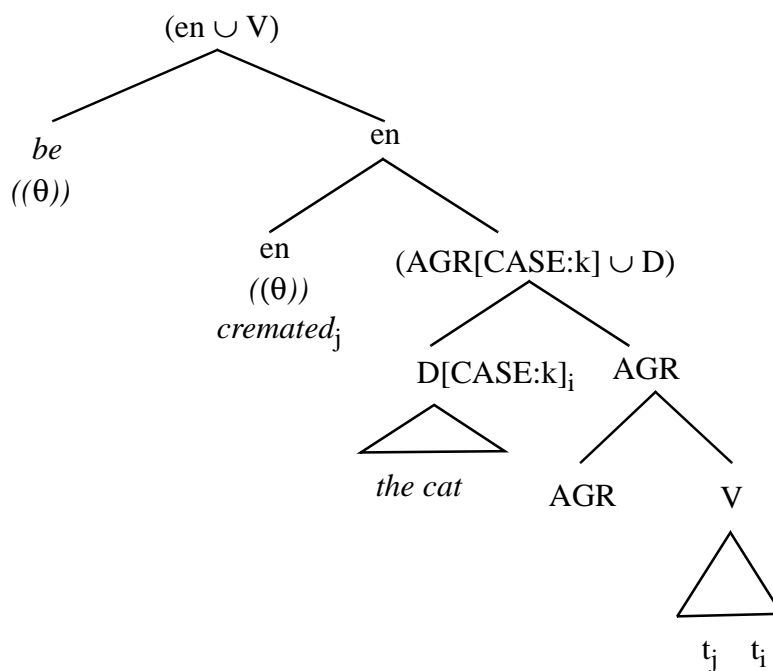 (en ∪ V)
be
((θ))
en
en
((θ))
cremated_j
(AGR[CASE:k] ∪ D)
D[CASE:k]_i
AGR
the cat
AGR
V
t_j t_i